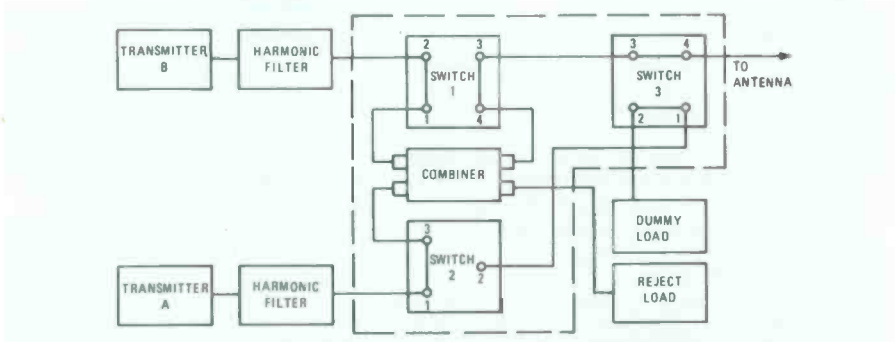 TRANSMITTER
B
HARMONIC
FILTER
2
3
SWITCH
1
1
4
3
4
SWITCH
3
2
1
TO
ANTENNA
COMBINER
DUMMY
LOAD
3
SWITCH
2
2
1
REJECT
LOAD
TRANSMITTER
A
HARMONIC
FILTER